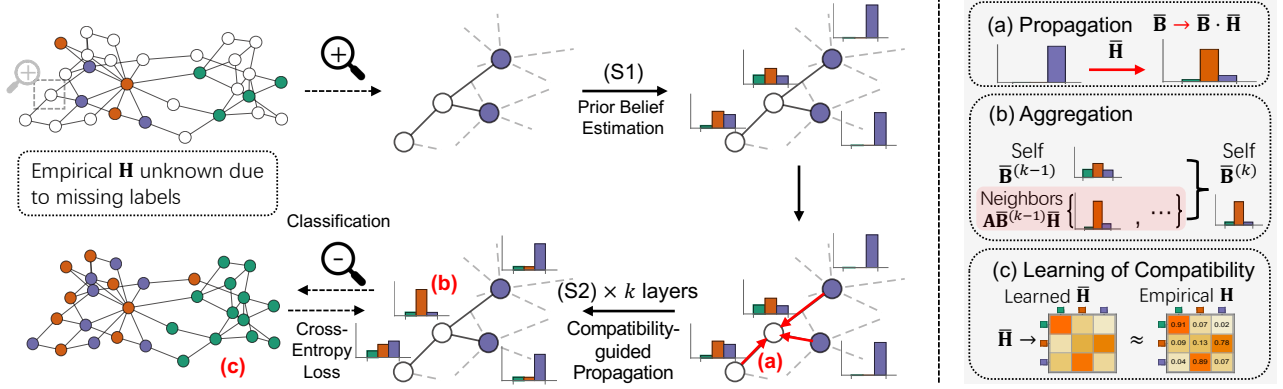 (S1)
Prior Belief
Estimation
Empirical H unknown due
to missing labels
Classification
Cross-
Entropy
Loss
(c)
(b)
(S2) × k layers
Compatibility-
guided
Propagation
(a)
(a) Propagation
B̅ → B̅ · H̅
H̅
(b) Aggregation
Self
B̅⁽ᵏ⁻¹⁾
Self
B̅⁽ᵏ⁾
Neighbors
AB̅⁽ᵏ⁻¹⁾H̅ { , ⋯ }
(c) Learning of Compatibility
Learned H̅
Empirical H
H̅ → ≈
0.91 0.07 0.02
0.09 0.13 0.78
0.04 0.89 0.07